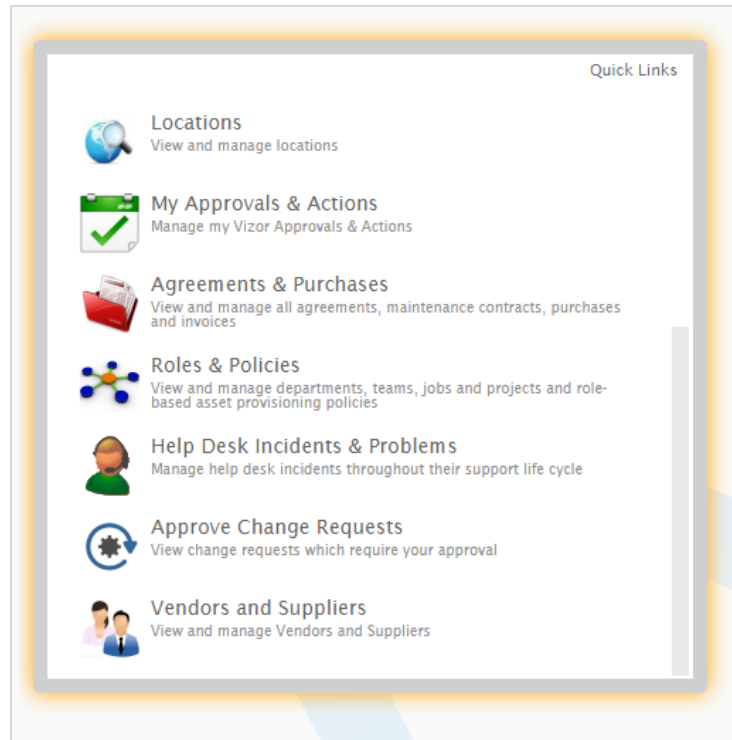 Quick Links
Locations
View and manage locations
My Approvals & Actions
Manage my Vizor Approvals & Actions
Agreements & Purchases
View and manage all agreements, maintenance contracts, purchases
and invoices
Roles & Policies
View and manage departments, teams, jobs and projects and role-
based asset provisioning policies
Help Desk Incidents & Problems
Manage help desk incidents throughout their support life cycle
Approve Change Requests
View change requests which require your approval
Vendors and Suppliers
View and manage Vendors and Suppliers